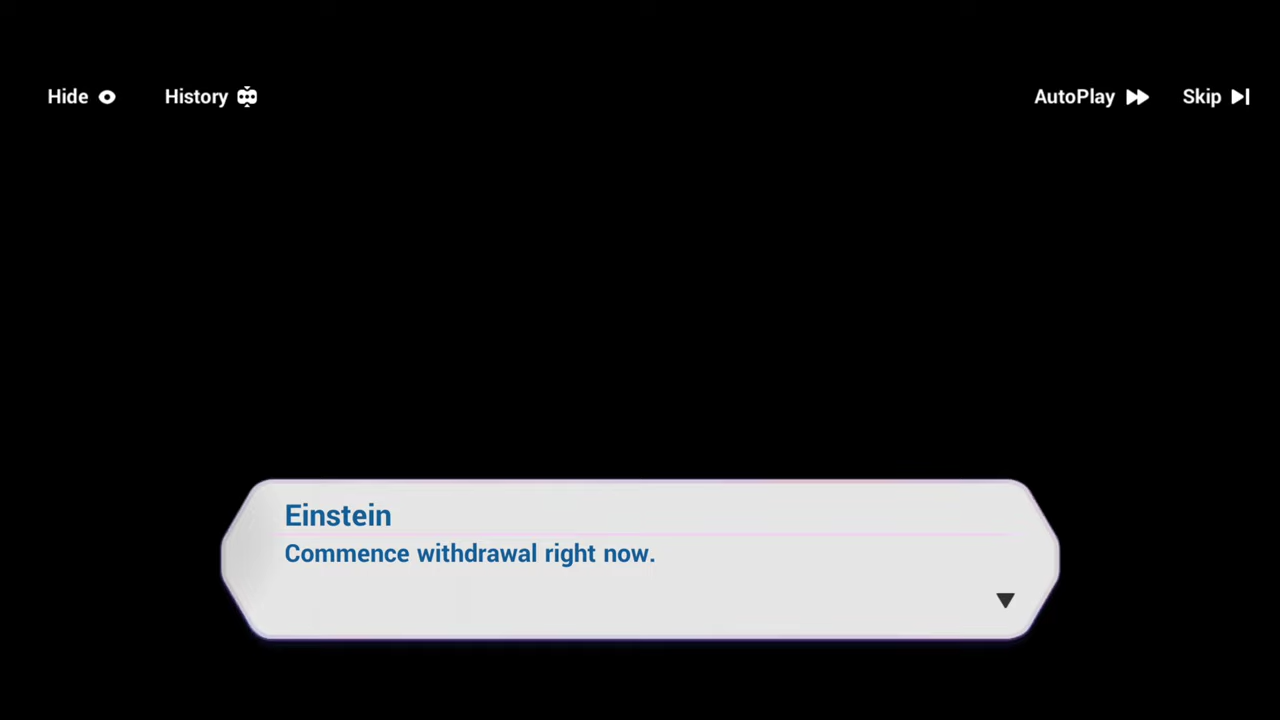 Hide
History
AutoPlay
Skip
Einstein
Commence withdrawal right now.